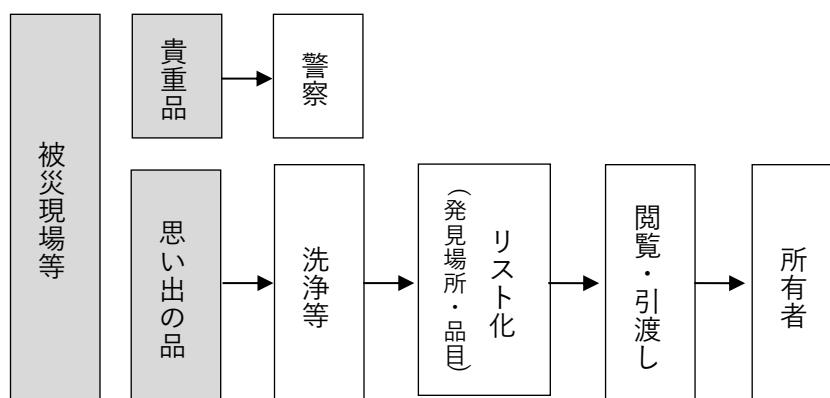 被災現場等
貴重品
警察
思い出の品
洗浄等
リスト化
(発見場所・品目)
閲覧・引渡し
所有者